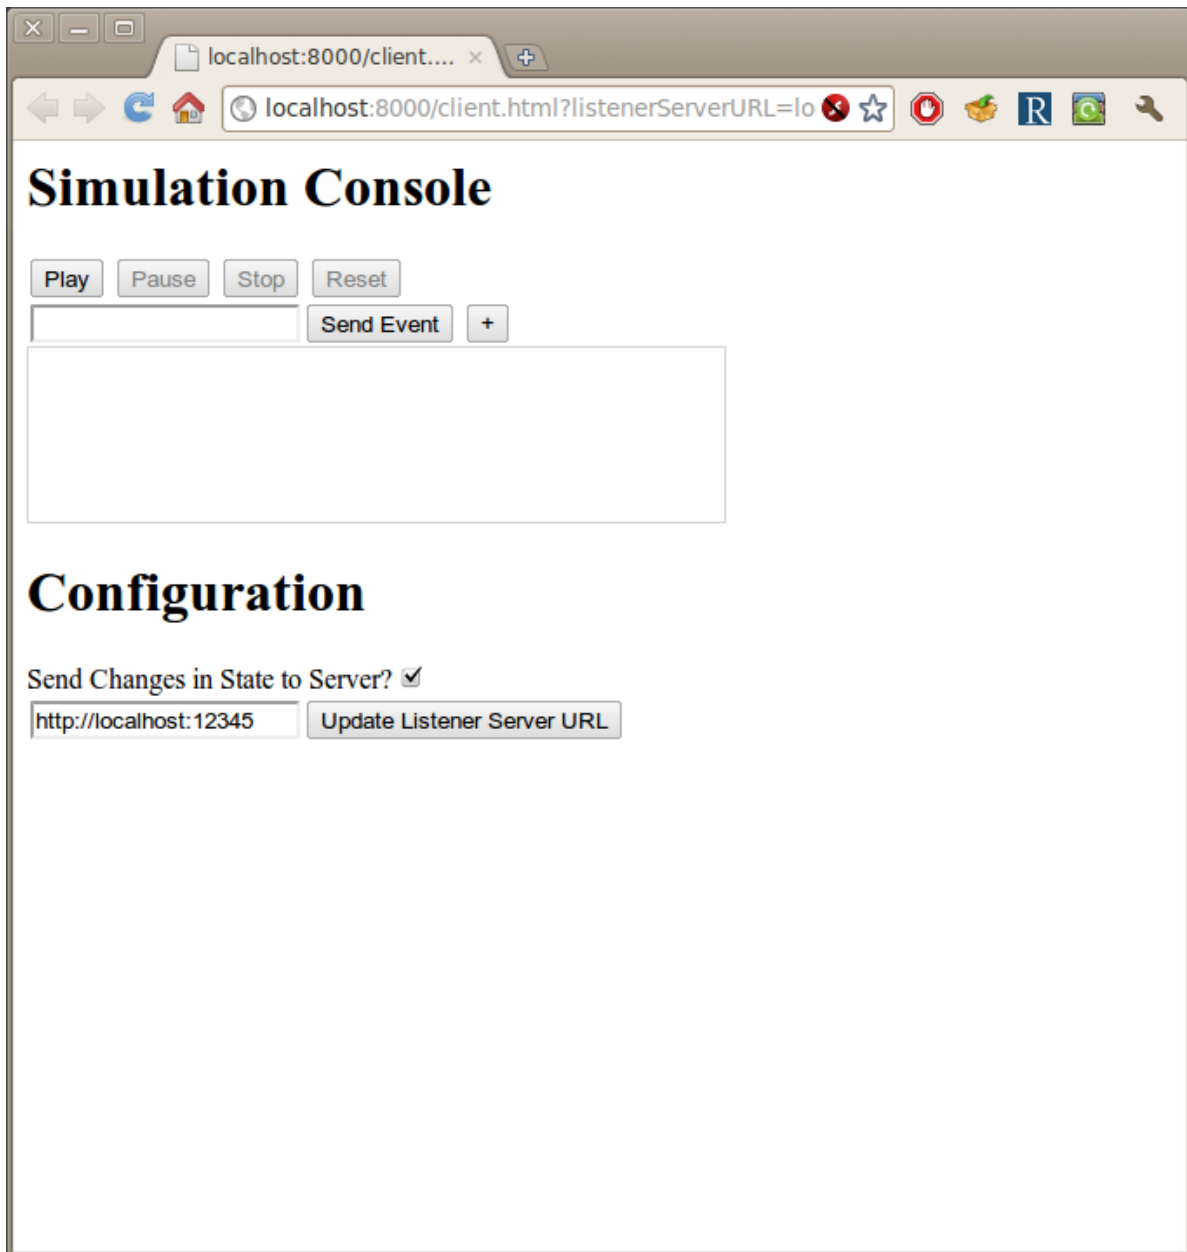 localhost:8000/client....
localhost:8000/client.html?listenerServerURL=lo
R
Simulation Console
Play Pause Stop Reset
Send Event +
Configuration
Send Changes in State to Server?
http://localhost:12345 Update Listener Server URL